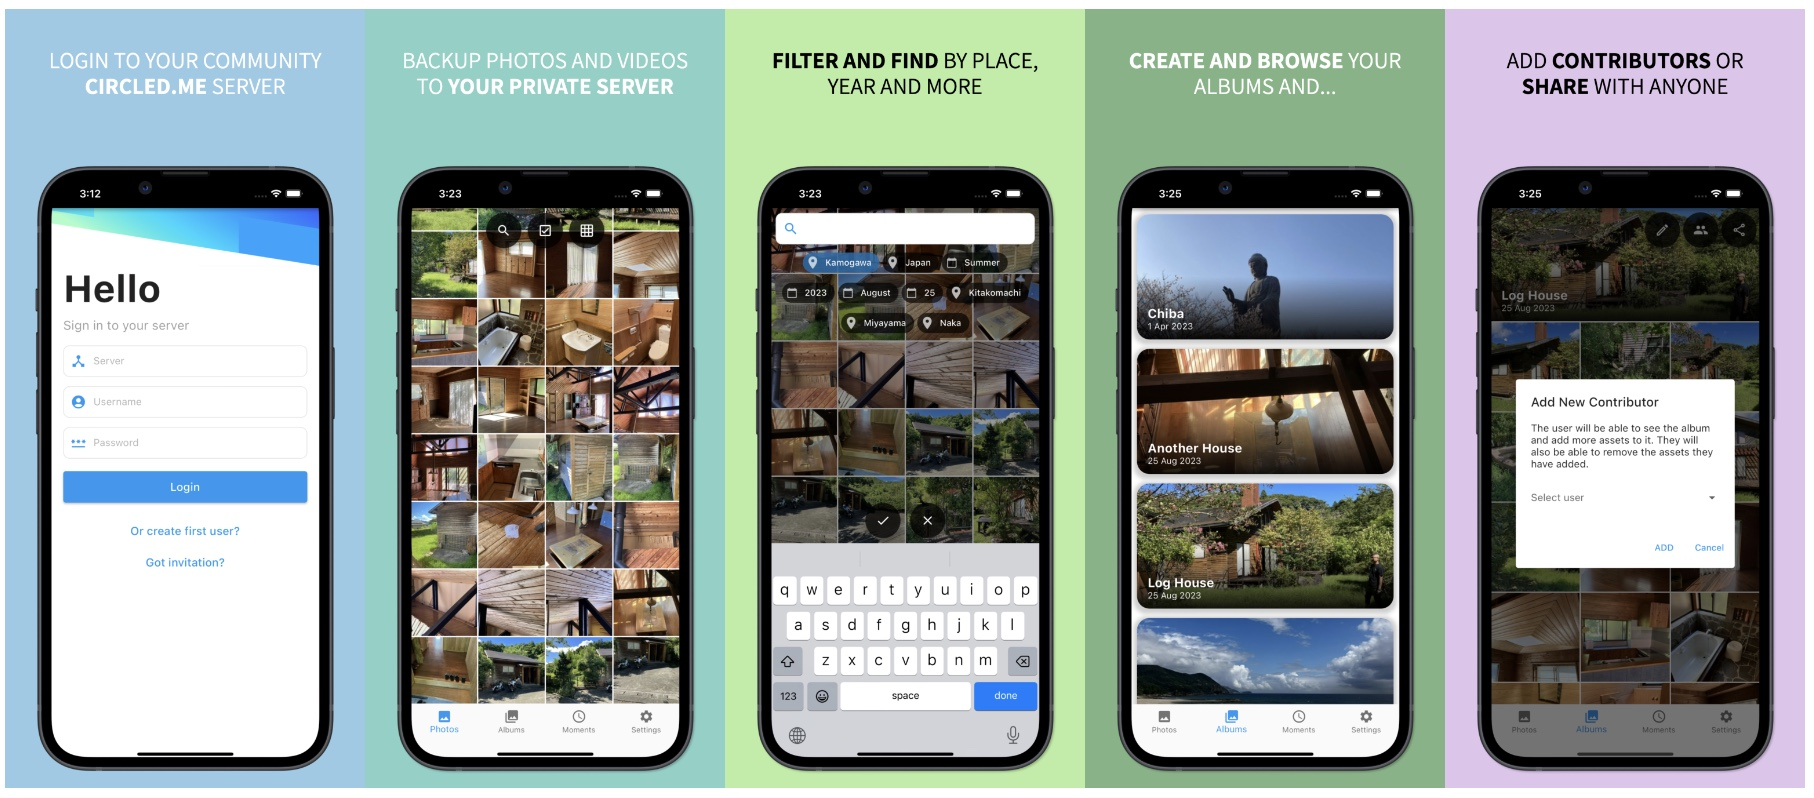 LOGIN TO YOUR COMMUNITY
CIRCLED.ME SERVER
3:12
Hello
Sign in to your server
Server
Username
Password
Login
Or create first user?
Got invitation?
BACKUP PHOTOS AND VIDEOS
TO YOUR PRIVATE SERVER
3:23
Photos Albums Moments Settings
FILTER AND FIND BY PLACE,
YEAR AND MORE
3:23
Kamogawa Japan Summer
2023 August 25 Kitakomachi
Miyayama Naka
q w e r t y u i o p
a s d f g h j k l
z x c v b n m
123 space done
CREATE AND BROWSE YOUR
ALBUMS AND...
3:25
Chiba
1 Apr 2023
Another House
25 Aug 2023
Log House
25 Aug 2023
Photos Albums Moments Settings
ADD CONTRIBUTORS OR
SHARE WITH ANYONE
3:25
Log House
25 Aug 2023
Add New Contributor
The user will be able to see the album
and add more assets to it. They will
also be able to remove the assets they
have added.
Select user
ADD Cancel
Photos Albums Moments Settings